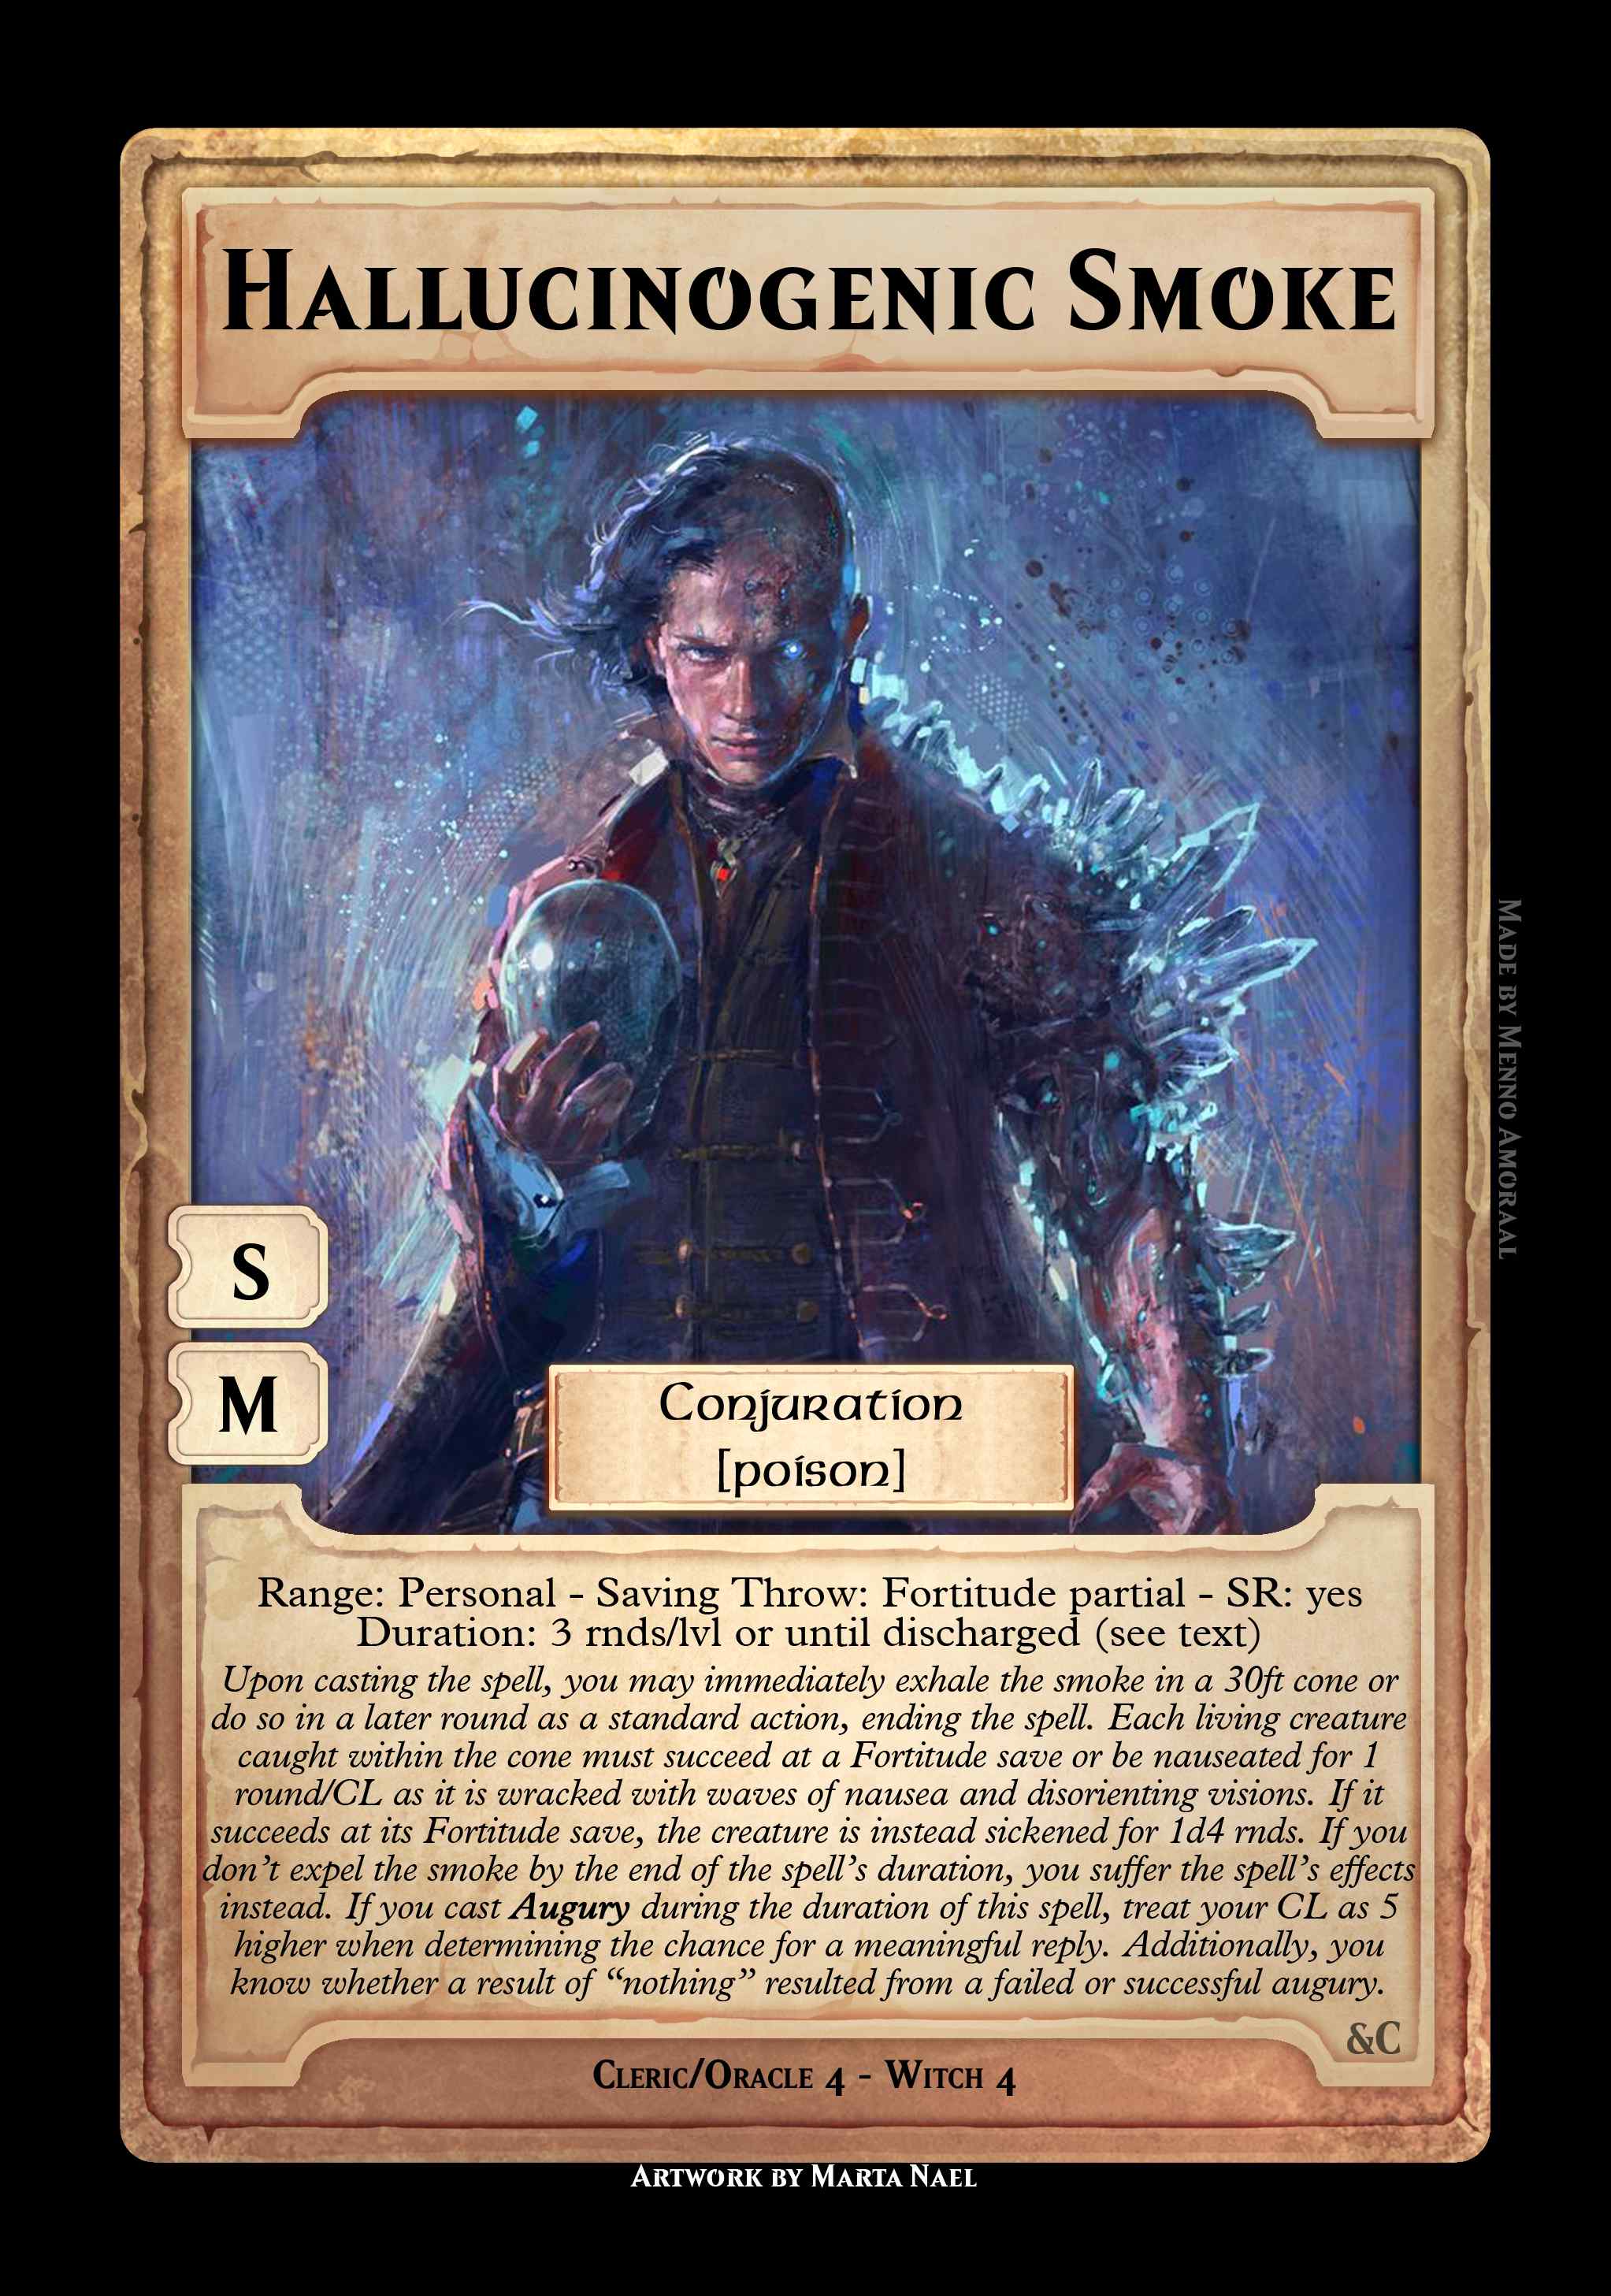 Hallucinogenic Smoke
S
M
Conjuration
[poison]
Range: Personal - Saving Throw: Fortitude partial - SR: yes
Duration: 3 rnds/lvl or until discharged (see text)
Upon casting the spell, you may immediately exhale the smoke in a 30ft cone or
do so in a later round as a standard action, ending the spell. Each living creature
caught within the cone must succeed at a Fortitude save or be nauseated for 1
round/CL as it is wracked with waves of nausea and disorienting visions. If it
succeeds at its Fortitude save, the creature is instead sickened for 1d4 rnds. If you
don’t expel the smoke by the end of the spell’s duration, you suffer the spell’s effects
instead. If you cast Augury during the duration of this spell, treat your CL as 5
higher when determining the chance for a meaningful reply. Additionally, you
know whether a result of “nothing” resulted from a failed or successful augury.
&C
Cleric/Oracle 4 - Witch 4
Artwork by Marta Nael
Made by Menno Amoraal